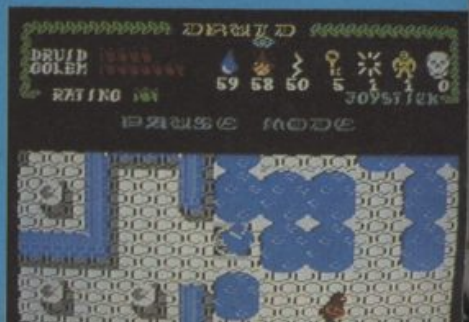 DRUID
DRUID
GOLEM
59 58 50 5 1 1 0
RATING
JOYSTICK
PAUSE MODE